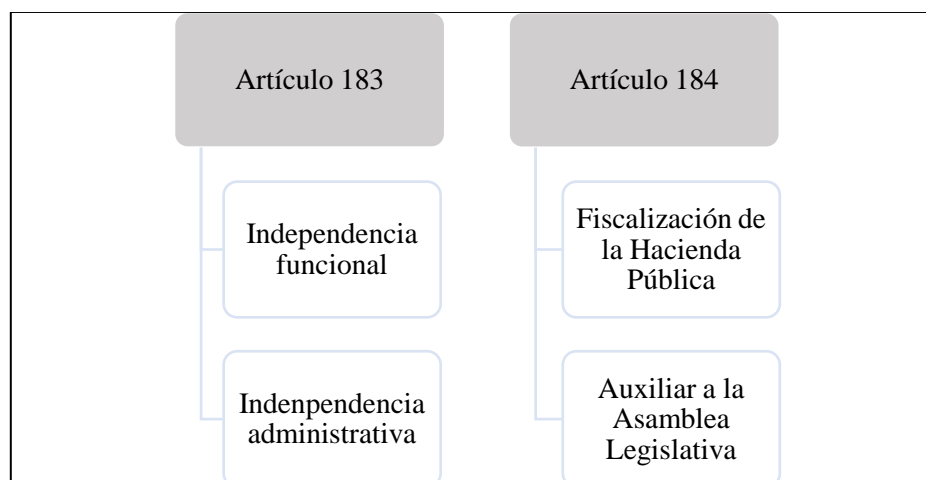 Artículo 183
Independencia
funcional
Indenpendencia
administrativa
Artículo 184
Fiscalización de
la Hacienda
Pública
Auxiliar a la
Asamblea
Legislativa